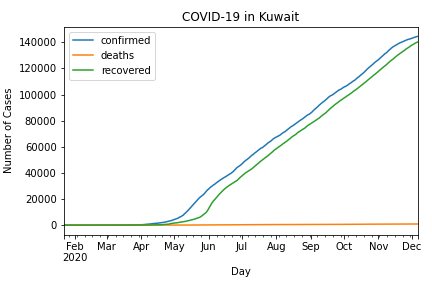 COVID-19 in Kuwait
confirmed
deaths
recovered
140000
120000
100000
80000
60000
40000
20000
0
Number of Cases
Feb Mar Apr May Jun Jul Aug Sep Oct Nov Dec
2020
Day